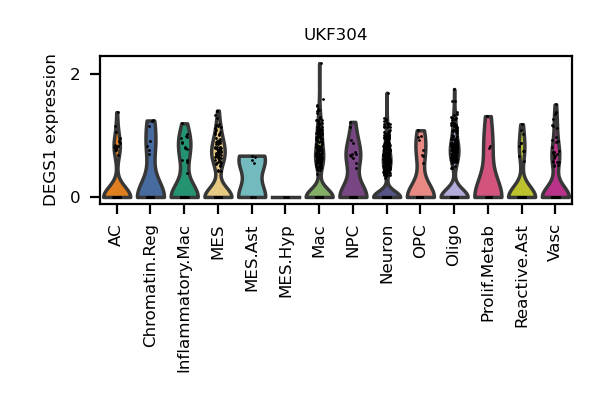 UKF304
DEGS1 expression
2
0
AC
Chromatin.Reg
Inflammatory.Mac
MES
MES.Ast
MES.Hyp
Mac
NPC
Neuron
OPC
Oligo
Prolif.Metab
Reactive.Ast
Vasc